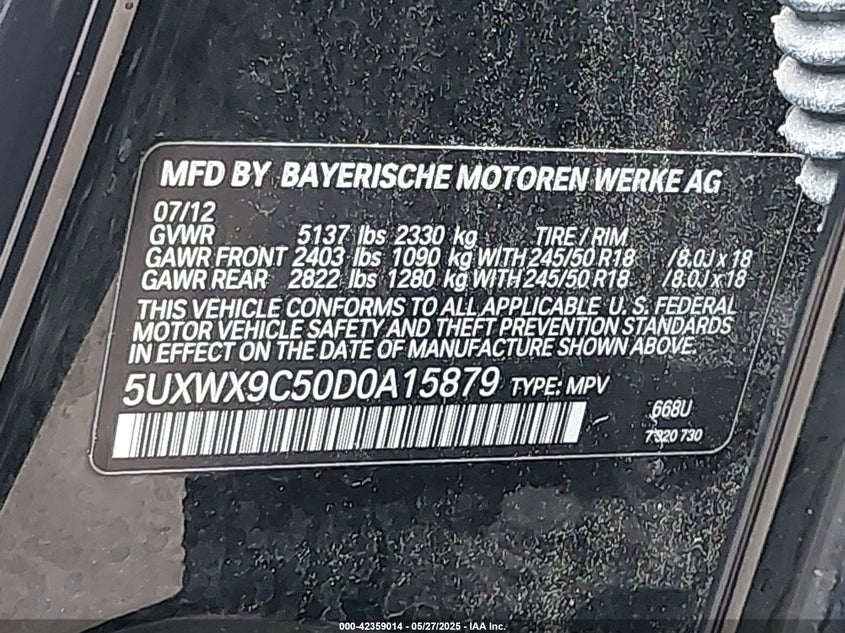 MFD BY BAYERISCHE MOTOREN WERKE AG
07/12
GVWR 5137 lbs 2330 kg TIRE / RIM
GAWR FRONT 2403 lbs 1090 kg WITH 245/50 R18 /8.0J x 18
GAWR REAR 2822 lbs 1280 kg WITH 245/50 R18 /8.0J x 18
THIS VEHICLE CONFORMS TO ALL APPLICABLE U. S. FEDERAL
MOTOR VEHICLE SAFETY AND THEFT PREVENTION STANDARDS
IN EFFECT ON THE DATE OF MANUFACTURE SHOWN ABOVE.
5UXWX9C50D0A15879 TYPE: MPV
668U
7 320 730
000-42359014 — 05/27/2025 — IAA Inc.